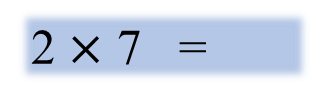 2 × 7 =